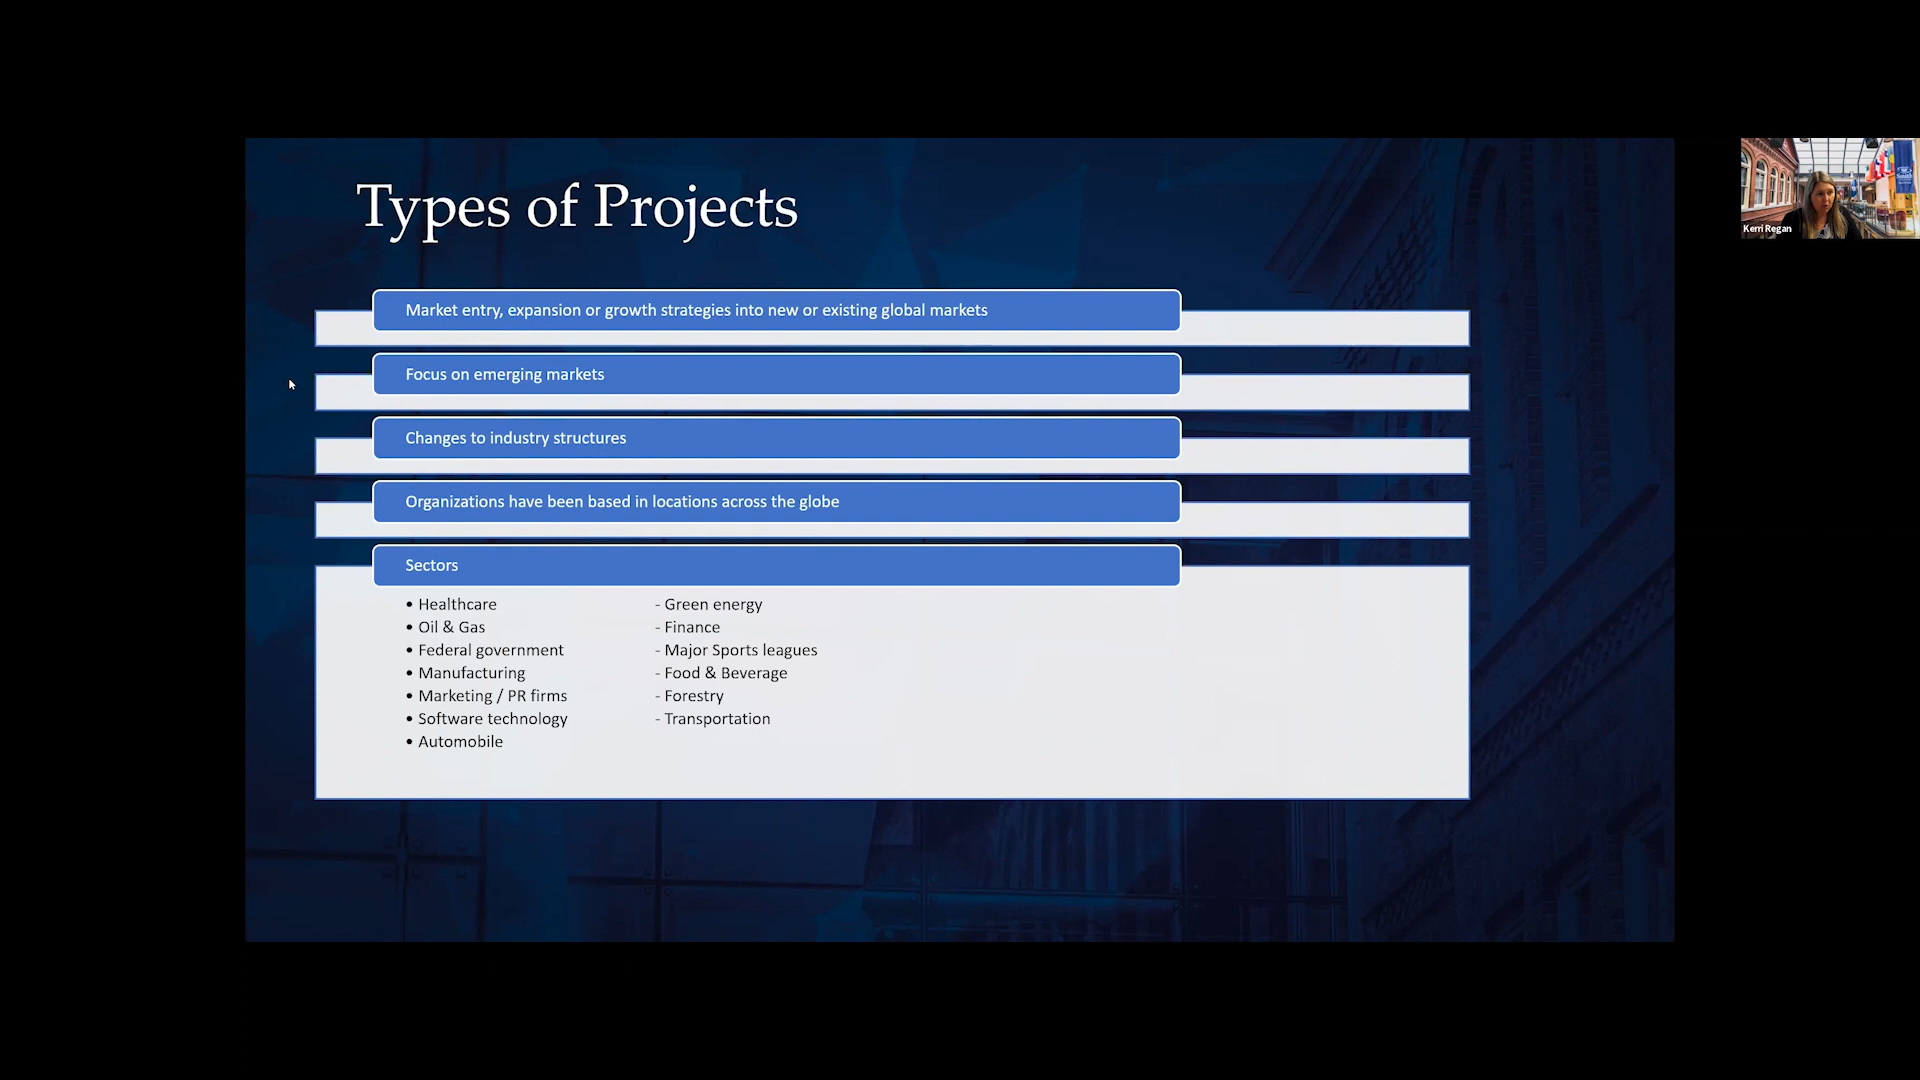 Types of Projects
Market entry, expansion or growth strategies into new or existing global markets
Focus on emerging markets
Changes to industry structures
Organizations have been based in locations across the globe
Sectors
• Healthcare
• Oil & Gas
• Federal government
• Manufacturing
• Marketing / PR firms
• Software technology
• Automobile
- Green energy
- Finance
- Major Sports leagues
- Food & Beverage
- Forestry
- Transportation
Kerri Regan